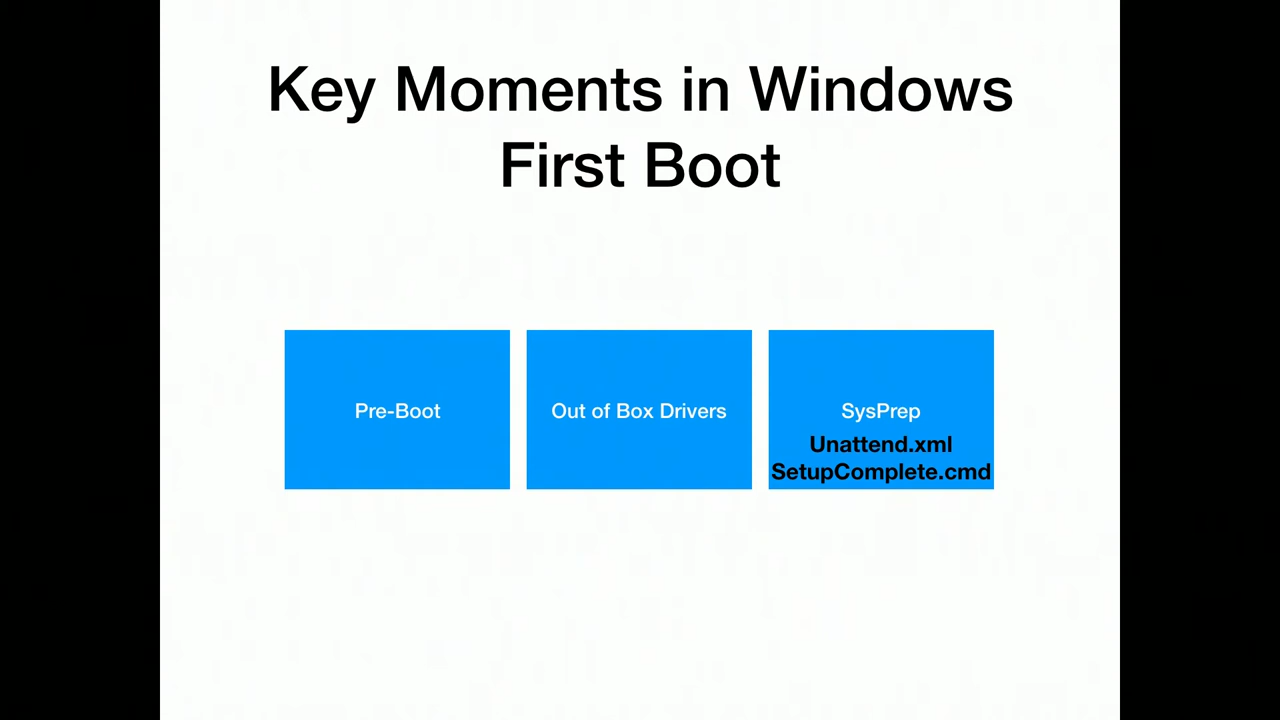 Key Moments in Windows
First Boot
Pre-Boot
Out of Box Drivers
SysPrep
Unattend.xml
SetupComplete.cmd